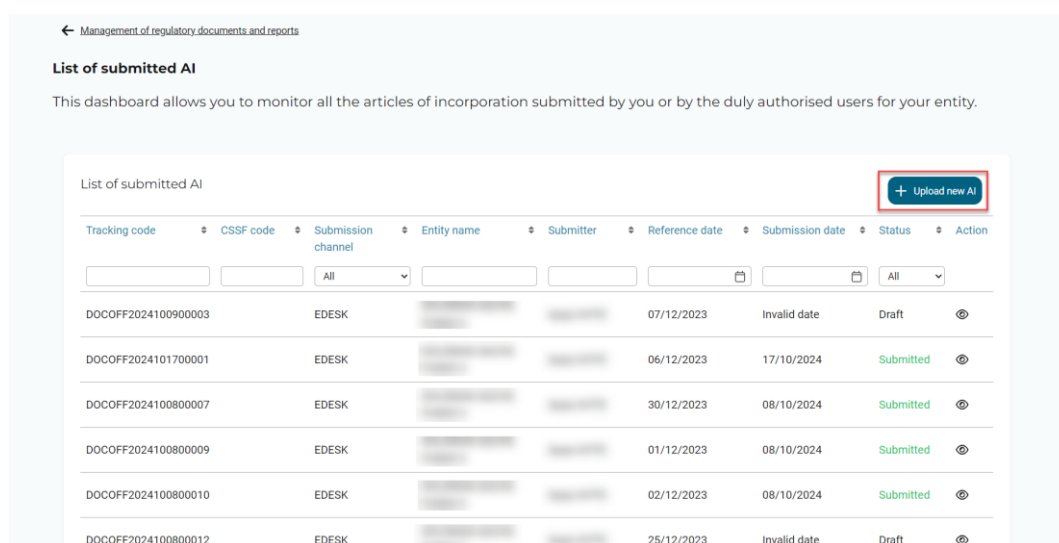 Management of regulatory documents and reports
List of submitted AI
This dashboard allows you to monitor all the articles of incorporation submitted by you or by the duly authorised users for your entity.
List of submitted AI
+ Upload new AI
Tracking code CSSF code Submission channel Entity name Submitter Reference date Submission date Status Action
All All
DOCOFF2024100900003 EDESK 07/12/2023 Invalid date Draft
DOCOFF2024101700001 EDESK 06/12/2023 17/10/2024 Submitted
DOCOFF2024100800007 EDESK 30/12/2023 08/10/2024 Submitted
DOCOFF2024100800009 EDESK 01/12/2023 08/10/2024 Submitted
DOCOFF2024100800010 EDESK 02/12/2023 08/10/2024 Submitted
DOCOFF2024100800012 EDESK 25/12/2023 Invalid date Draft